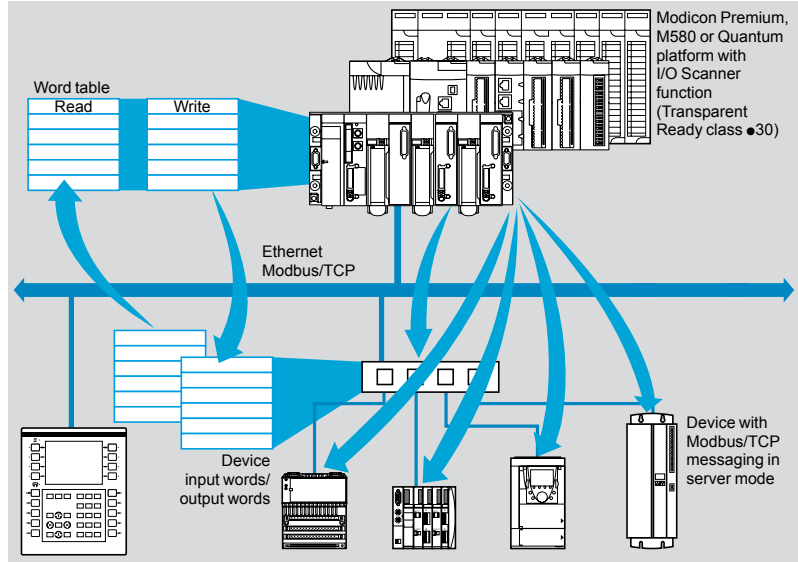 Modicon Premium,
M580 or Quantum
platform with
I/O Scanner
function
(Transparent
Ready class ●30)
Word table
Read
Write
Ethernet
Modbus/TCP
Device
input words/
output words
Device with
Modbus/TCP
messaging in
server mode